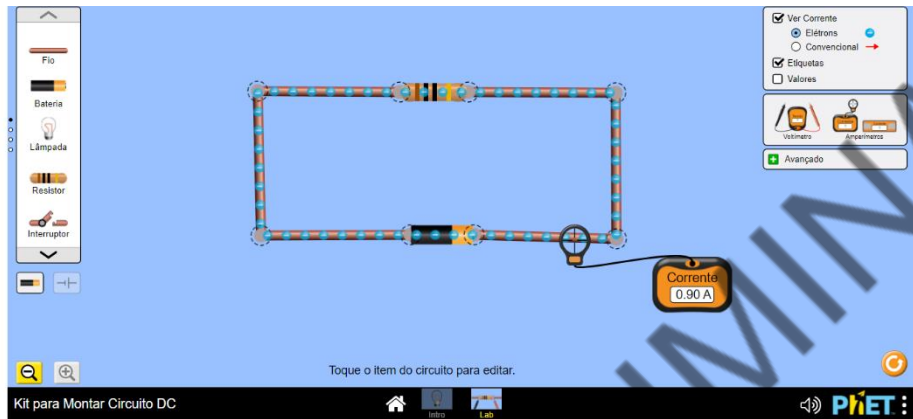 Fio
Bateria
Lâmpada
Resistor
Interruptor
Ver Corrente
Elétrons
Convencional
Etiquetas
Valores
Voltímetro
Amperímetros
Avançado
Corrente
0.90 A
Toque o item do circuito para editar.
Kit para Montar Circuito DC
Intro
Lab
PhET